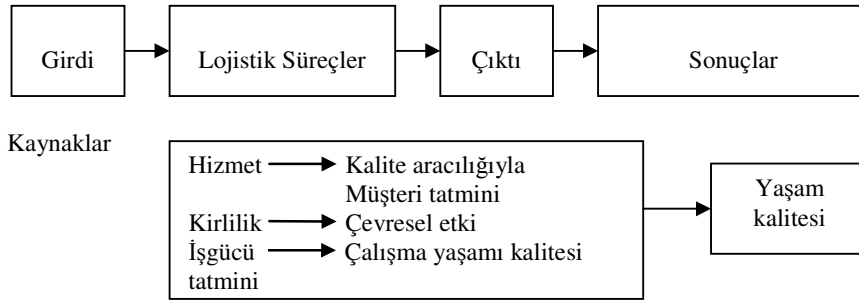 Girdi
Lojistik Süreçler
Çıktı
Sonuçlar
Kaynaklar
Hizmet Kalite aracılığıyla
Müşteri tatmini
Kirlilik Çevresel etki
İşgücü Çalışma yaşamı kalitesi
tatmini
Yaşam
kalitesi